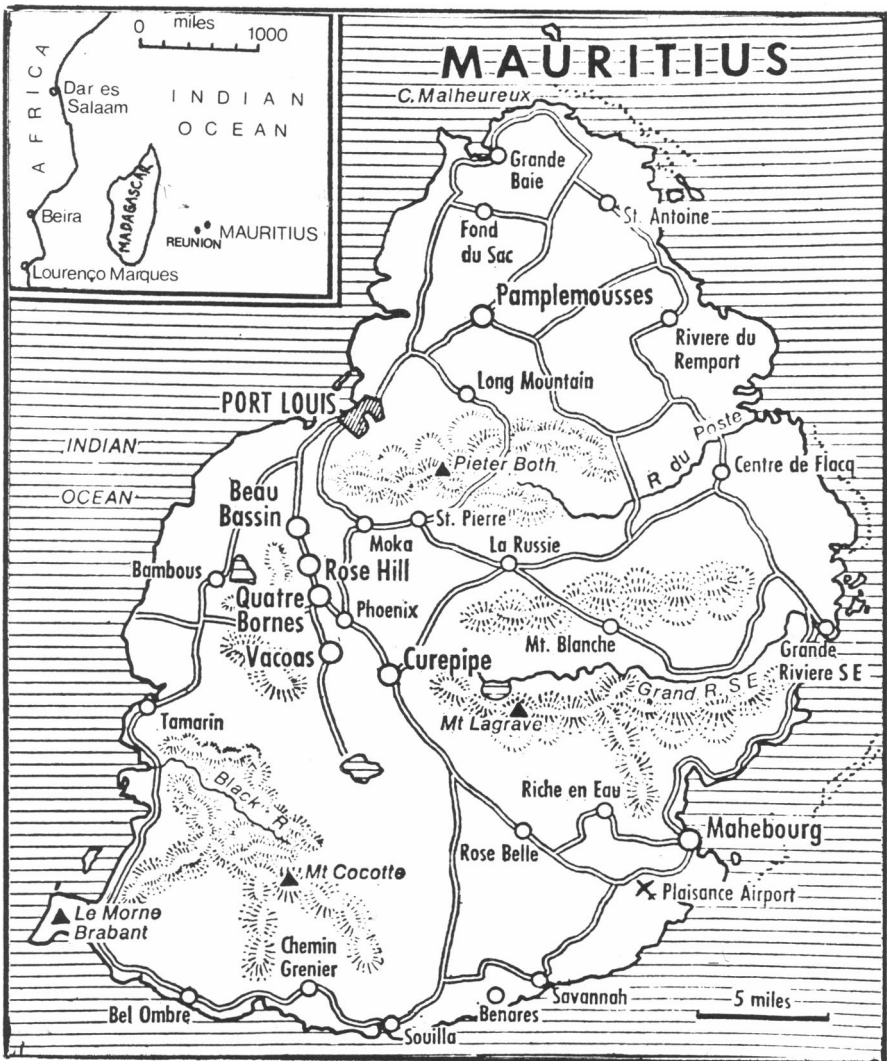 MAURITIUS
0 miles 1000
AFRICA
Dar es
Salaam
INDIAN
OCEAN
MADAGASCAR
Beira
REUNION
MAURITIUS
Lourenço Marques
C. Malheureux
Grande
Baie
St. Antoine
Fond
du Sac
Pamplemousses
Riviere du
Rempart
Long Mountain
PORT LOUIS
INDIAN
OCEAN
Pieter Both
R du Poste
Centre de Flacq
Beau
Bassin
St. Pierre
Moka
La Russie
Bambous
Rose Hill
Quatre
Bornes
Phoenix
Mt. Blanche
Grande
Riviere SE
Vacoas
Curepipe
Grand R. SE
Mt Lagrave
Tamarin
Black R
Riche en Eau
Mahebourg
Rose Belle
Mt Cocotte
Plaisance Airport
Le Morne
Brabant
Chemin
Grenier
Bel Ombre
Savannah
Benares
Souilla
5 miles